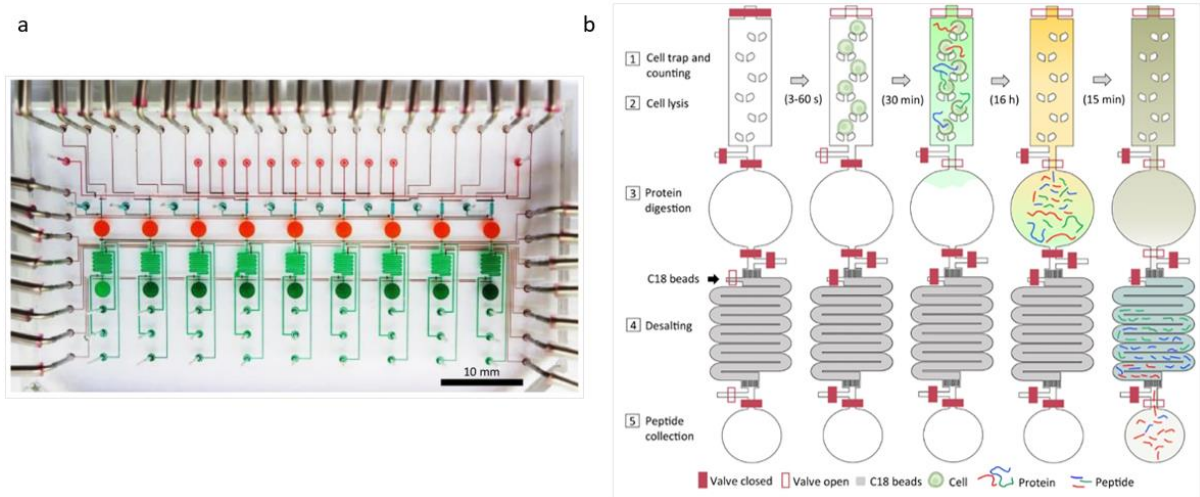 a
b
10 mm
1 Cell trap and
counting
2 Cell lysis
(3-60 s)
(30 min)
(16 h)
(15 min)
3 Protein
digestion
C18 beads
4 Desalting
5 Peptide
collection
Valve closed
Valve open
C18 beads
Cell
Protein
Peptide